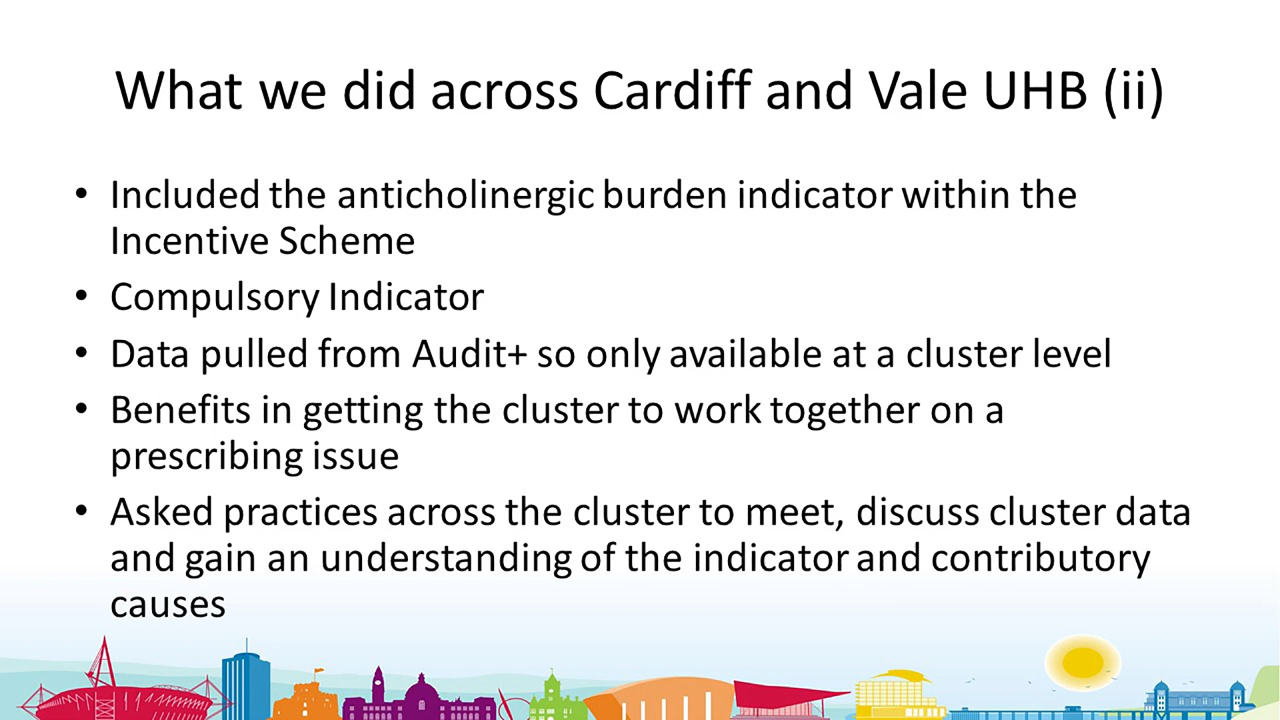 What we did across Cardiff and Vale UHB (ii)
• Included the anticholinergic burden indicator within the
Incentive Scheme
• Compulsory Indicator
• Data pulled from Audit+ so only available at a cluster level
• Benefits in getting the cluster to work together on a
prescribing issue
• Asked practices across the cluster to meet, discuss cluster data
and gain an understanding of the indicator and contributory
causes